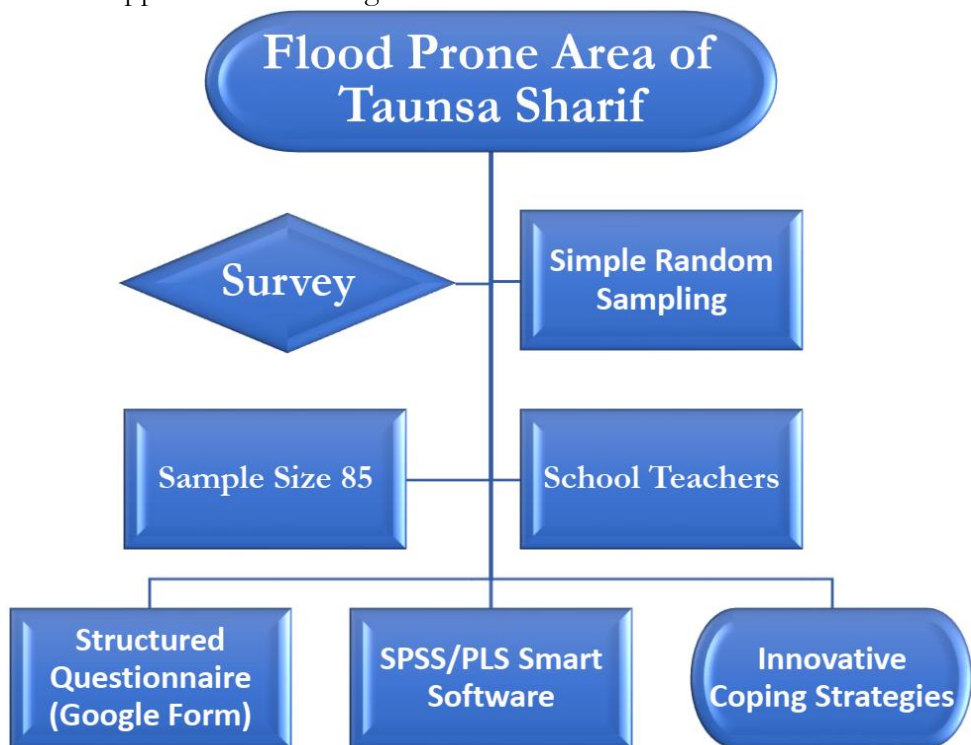 Flood Prone Area of
Taunsa Sharif
Survey
Simple Random
Sampling
Sample Size 85
School Teachers
Structured
Questionnaire
(Google Form)
SPSS/PLS Smart
Software
Innovative
Coping Strategies